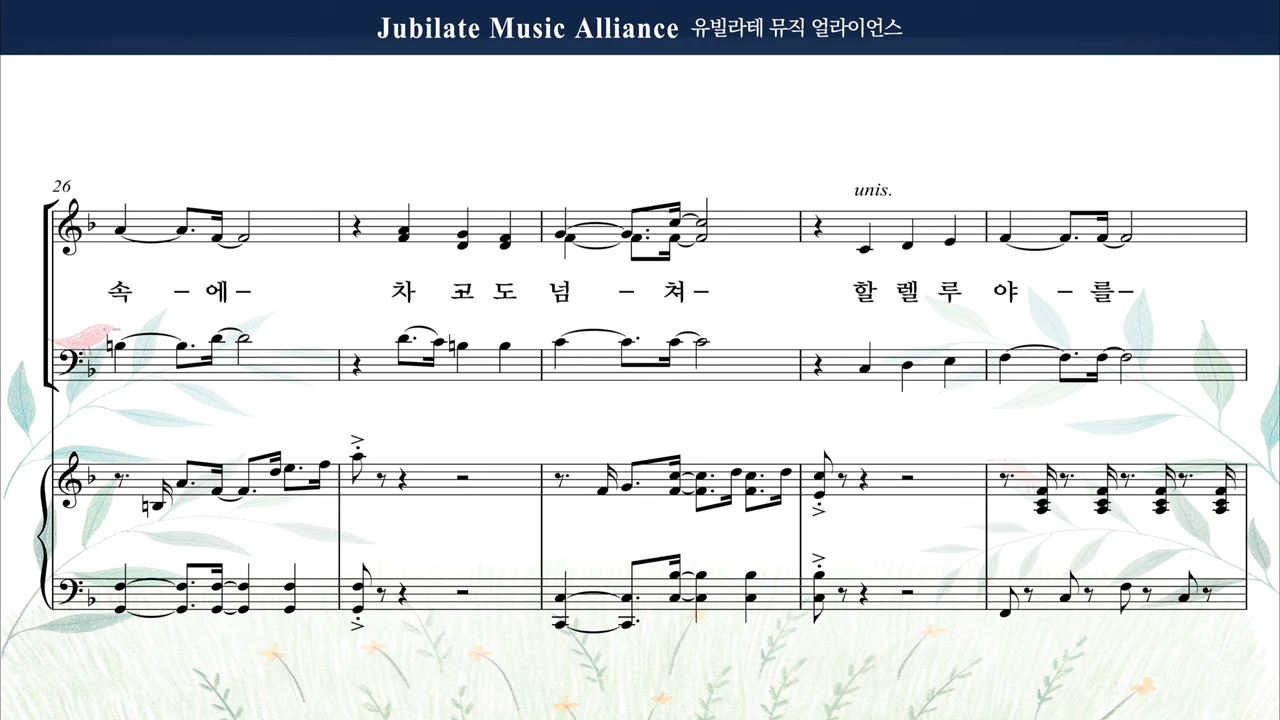 Jubilate Music Alliance 유빌라테 뮤직 얼라이언스
26
unis.
속 – 에 – 차 고 도 넘 – 쳐 – 할 렐 루 야 – 를 –